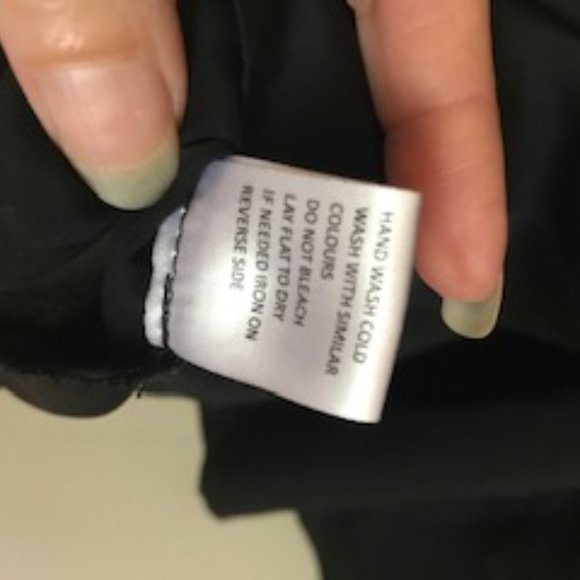 HAND WASH COLD
WASH WITH SIMILAR
COLOURS
DO NOT BLEACH
LAY FLAT TO DRY
IF NEEDED IRON ON
REVERSE SIDE